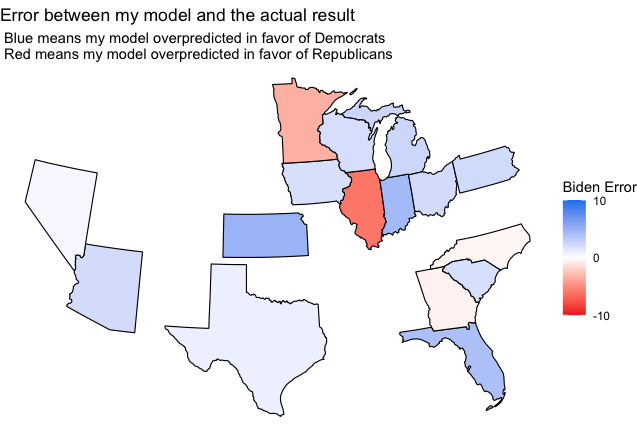 Error between my model and the actual result
Blue means my model overpredicted in favor of Democrats
Red means my model overpredicted in favor of Republicans
Biden Error
10
0
-10